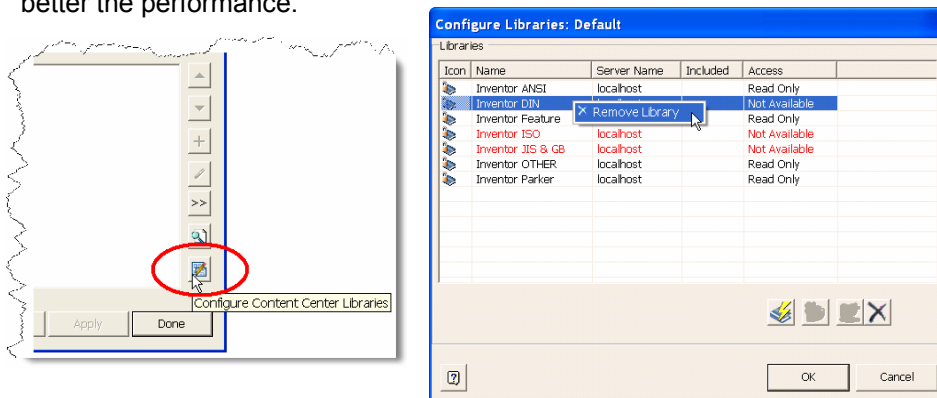 better the performance.
>>
Configure Content Center Libraries
Apply Done
Configure Libraries: Default
Libraries
Icon Name Server Name Included Access
Inventor ANSI localhost Read Only
Inventor DIN Not Available
Remove Library
Inventor Feature Read Only
Inventor ISO localhost Not Available
Inventor JIS & GB localhost Not Available
Inventor OTHER localhost Read Only
Inventor Parker localhost Read Only
OK Cancel